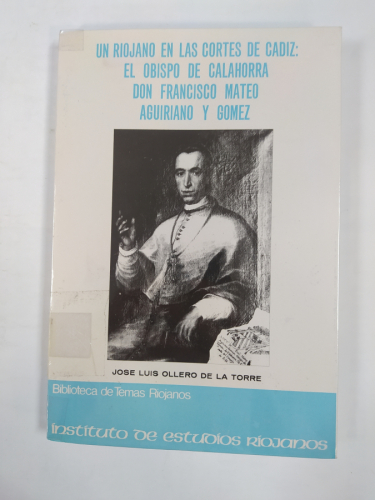 UN RIOJANO EN LAS CORTES DE CADIZ:
EL OBISPO DE CALAHORRA
DON FRANCISCO MATEO
AGUIRIANO Y GOMEZ
JOSE LUIS OLLERO DE LA TORRE
Biblioteca de Temas Riojanos
instituto de estudios Riojanos